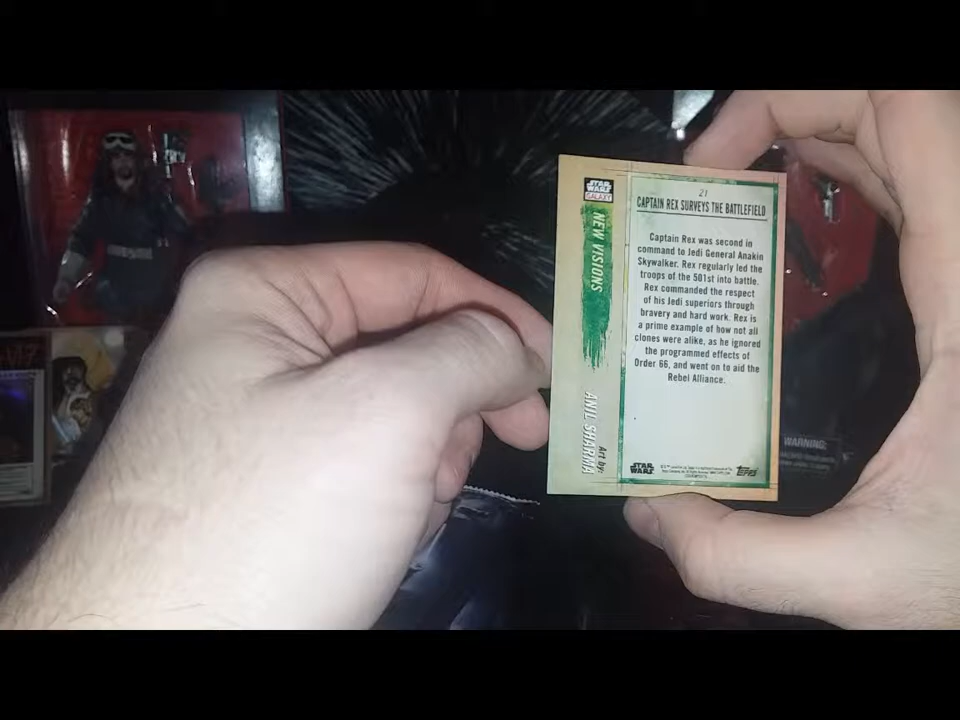 STAR
WARS
GALAXY
NEW VISIONS
Art by:
ANIL SHARMA
21
CAPTAIN REX SURVEYS THE BATTLEFIELD
Captain Rex was second in
command to Jedi General Anakin
Skywalker. Rex regularly led the
troops of the 501st into battle.
Rex commanded the respect
of his Jedi superiors through
bravery and hard work. Rex is
a prime example of how not all
clones were alike, as he ignored
the programmed effects of
Order 66, and went on to aid the
Rebel Alliance.
STAR
WARS
Topps
WARNING: